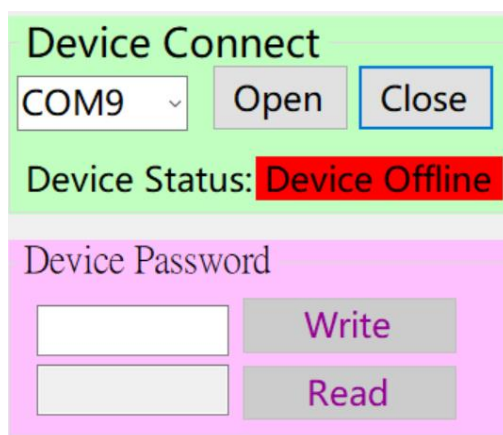 Device Connect
COM9 Open Close
Device Status: Device Offline
Device Password
Write
Read